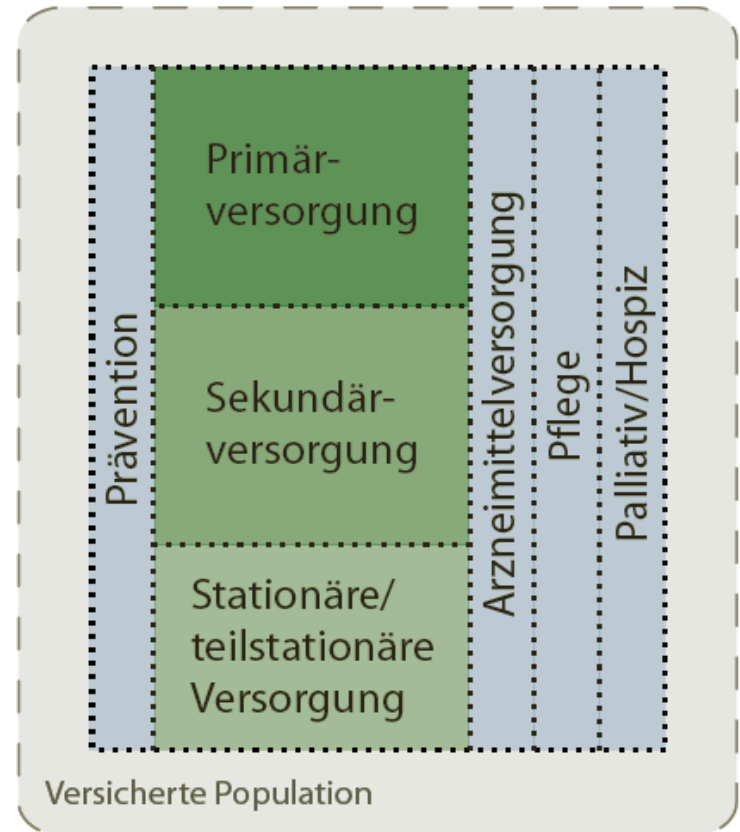 Prävention
Primär-
versorgung
Sekundär-
versorgung
Stationäre/
teilstationäre
Versorgung
Arzneimittelversorgung
Pflege
Palliativ/Hospiz
Versicherte Population